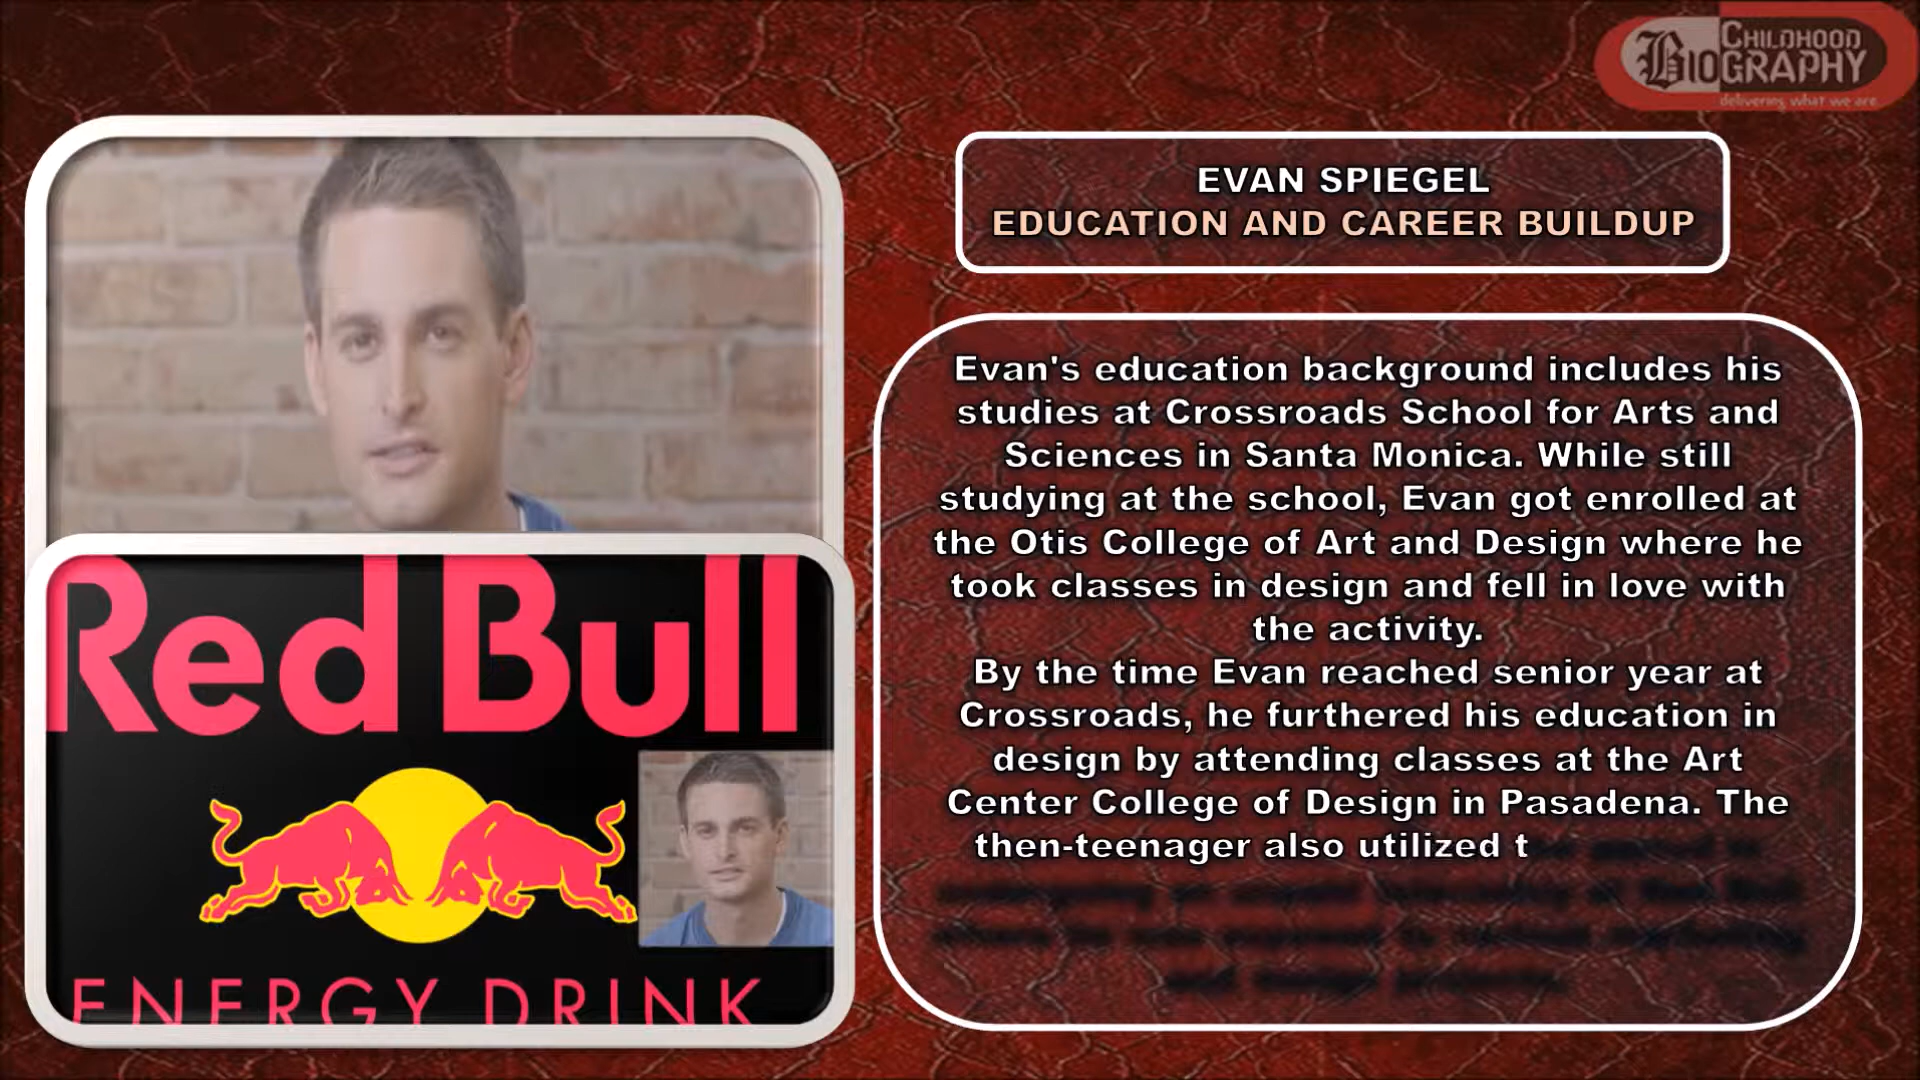 CHILDHOOD
BIOGRAPHY
delivering what we are
EVAN SPIEGEL
EDUCATION AND CAREER BUILDUP
Evan's education background includes his
studies at Crossroads School for Arts and
Sciences in Santa Monica. While still
studying at the school, Evan got enrolled at
the Otis College of Art and Design where he
took classes in design and fell in love with
the activity.
By the time Evan reached senior year at
Crossroads, he furthered his education in
design by attending classes at the Art
Center College of Design in Pasadena. The
then-teenager also utilized t
Red Bull
ENERGY DRINK